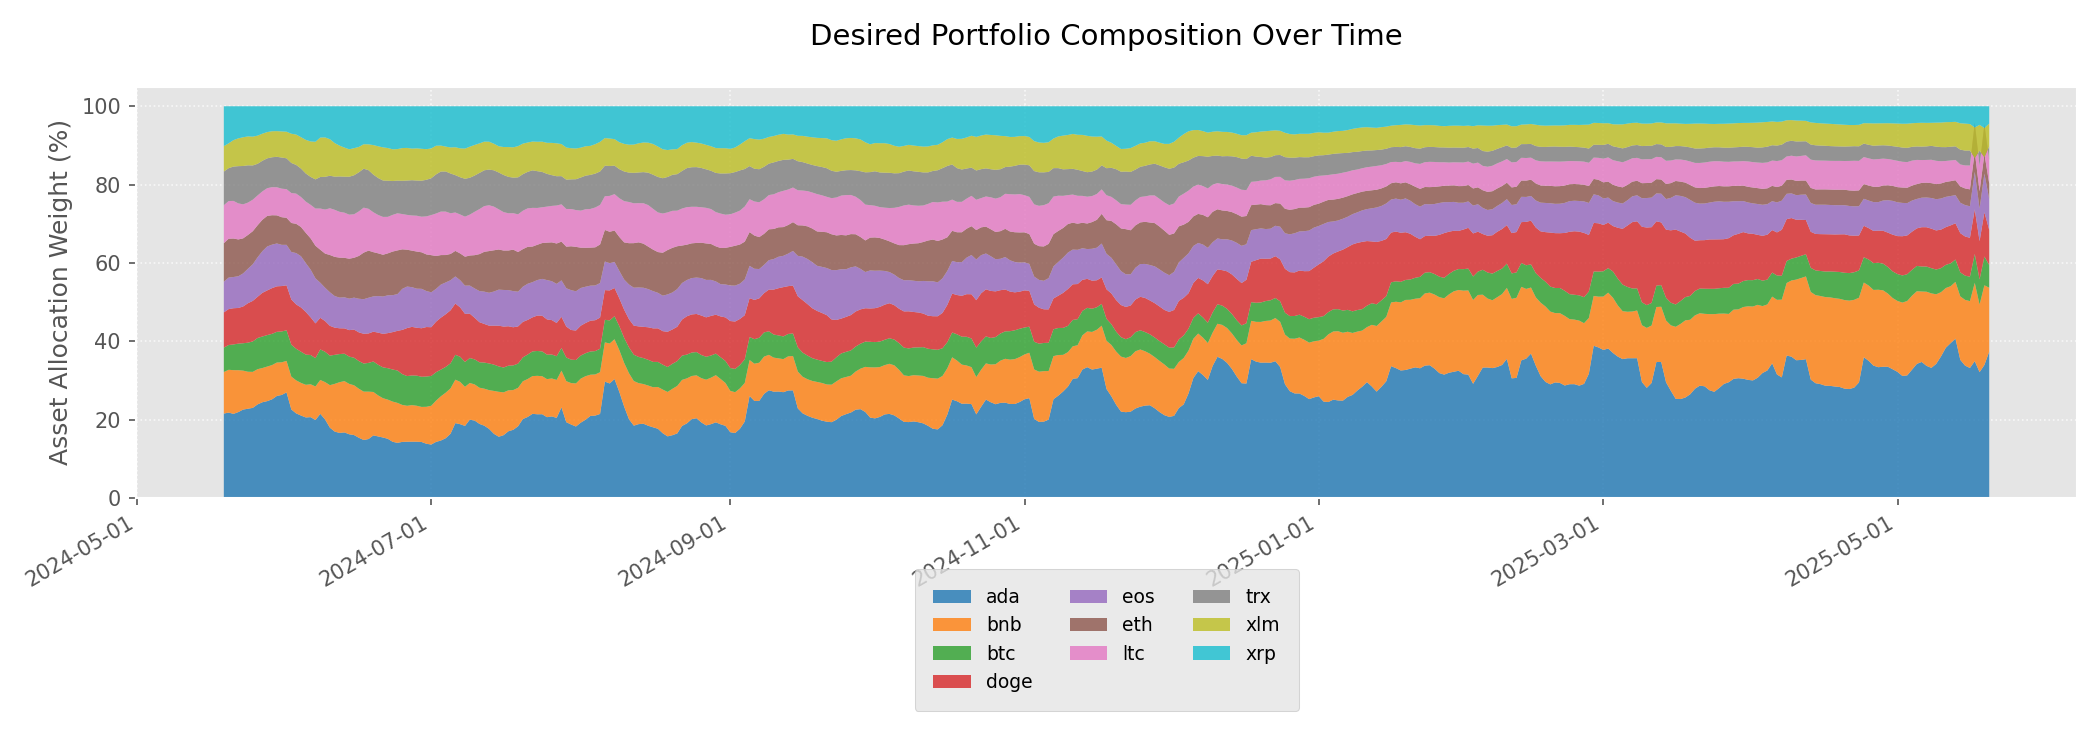 Desired Portfolio Composition Over Time
Asset Allocation Weight (%)
100
80
60
40
20
0
2024-05-01
2024-07-01
2024-09-01
2024-11-01
2025-01-01
2025-03-01
2025-05-01
ada
bnb
btc
doge
eos
eth
ltc
trx
xlm
xrp